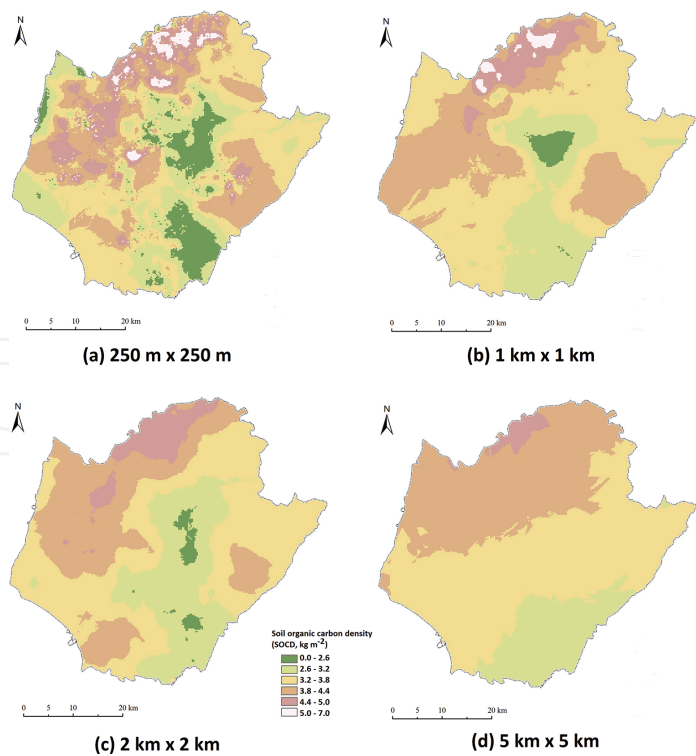 N
N
0 5 10 20 km
0 5 10 20 km
(a) 250 m x 250 m
(b) 1 km x 1 km
N
N
Soil organic carbon density
(SOCD, kg m⁻²)
0.0 - 2.6
2.6 - 3.2
3.2 - 3.8
3.8 - 4.4
4.4 - 5.0
5.0 - 7.0
0 5 10 20 km
0 5 10 20 km
(c) 2 km x 2 km
(d) 5 km x 5 km